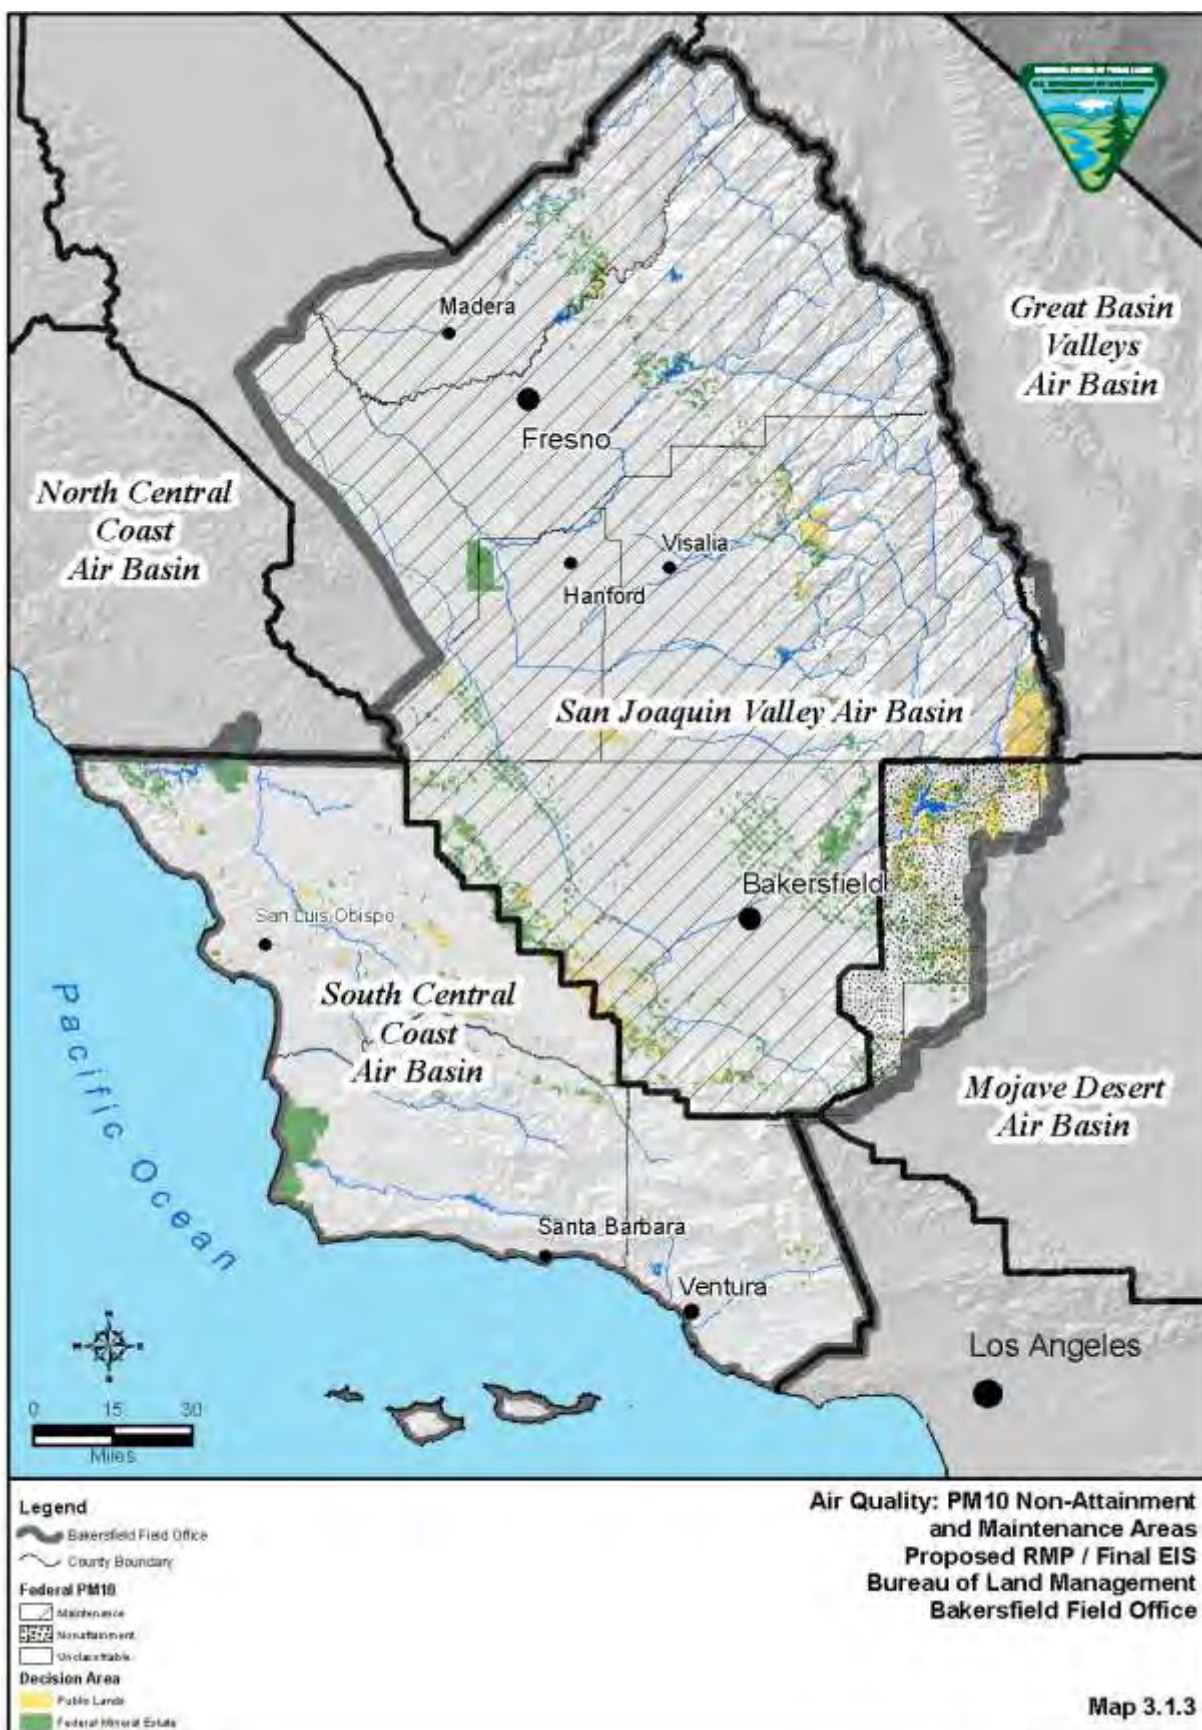 Great Basin
Valleys
Air Basin
Madera
Fresno
North Central
Coast
Air Basin
Visalia
Hanford
San Joaquin Valley Air Basin
Bakersfield
San Luis Obispo
South Central
Coast
Air Basin
Pacific Ocean
Mojave Desert
Air Basin
Santa Barbara
Ventura
Los Angeles
0 15 30
Miles
Legend
Bakersfield Field Office
County Boundary
Federal PM10
Maintenance
Nonattainment
Unclassifiable
Decision Area
Public Lands
Federal Mineral Estate
Air Quality: PM10 Non-Attainment
and Maintenance Areas
Proposed RMP / Final EIS
Bureau of Land Management
Bakersfield Field Office
Map 3.1.3